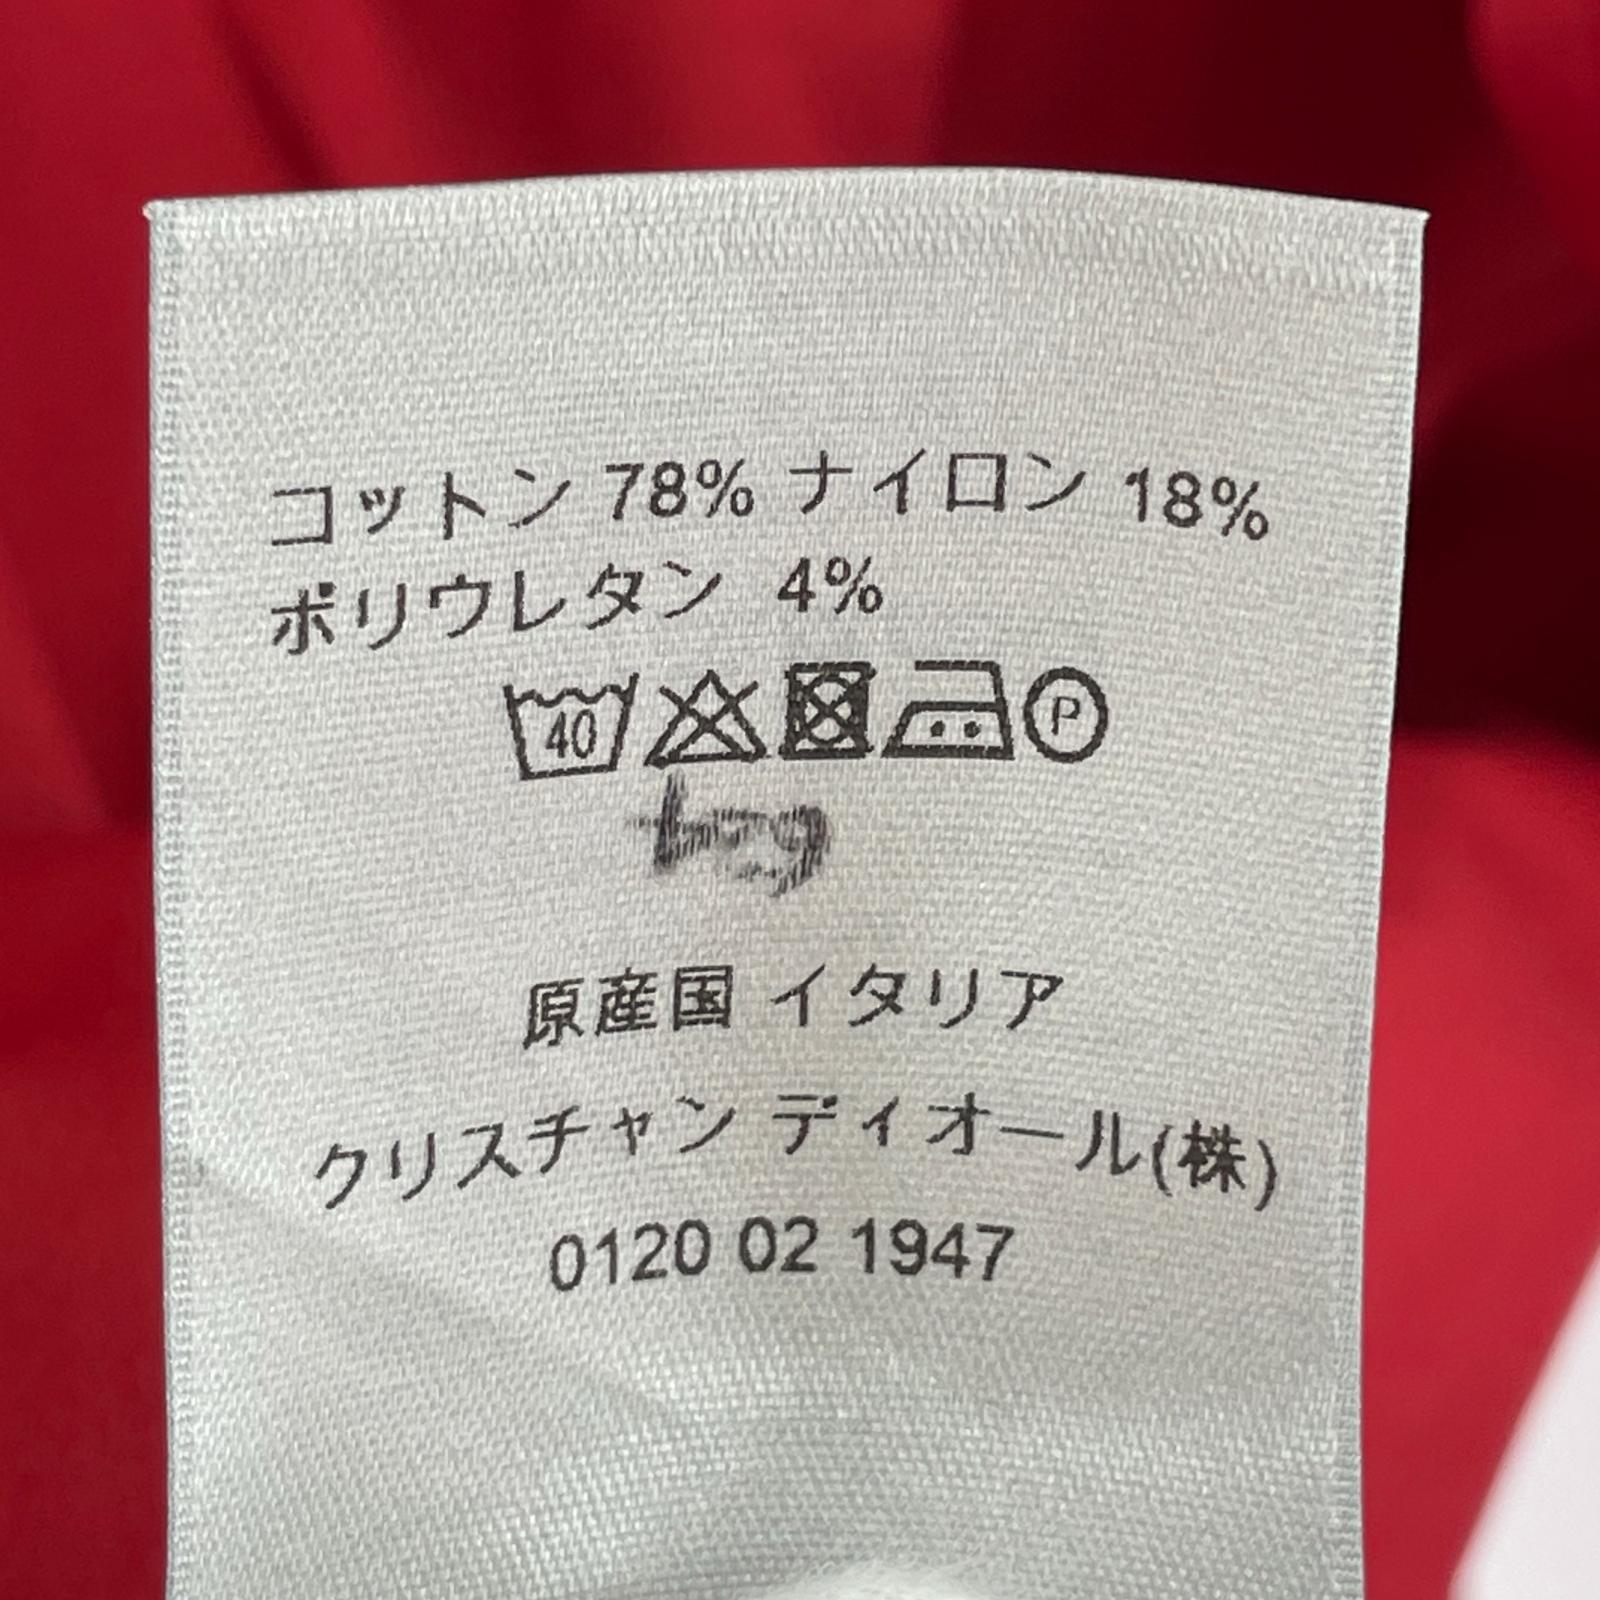 コットン 78% ナイロン 18%
ポリウレタン 4%
40 P
原産国 イタリア
クリスチャン ディオール(株)
0120 02 1947